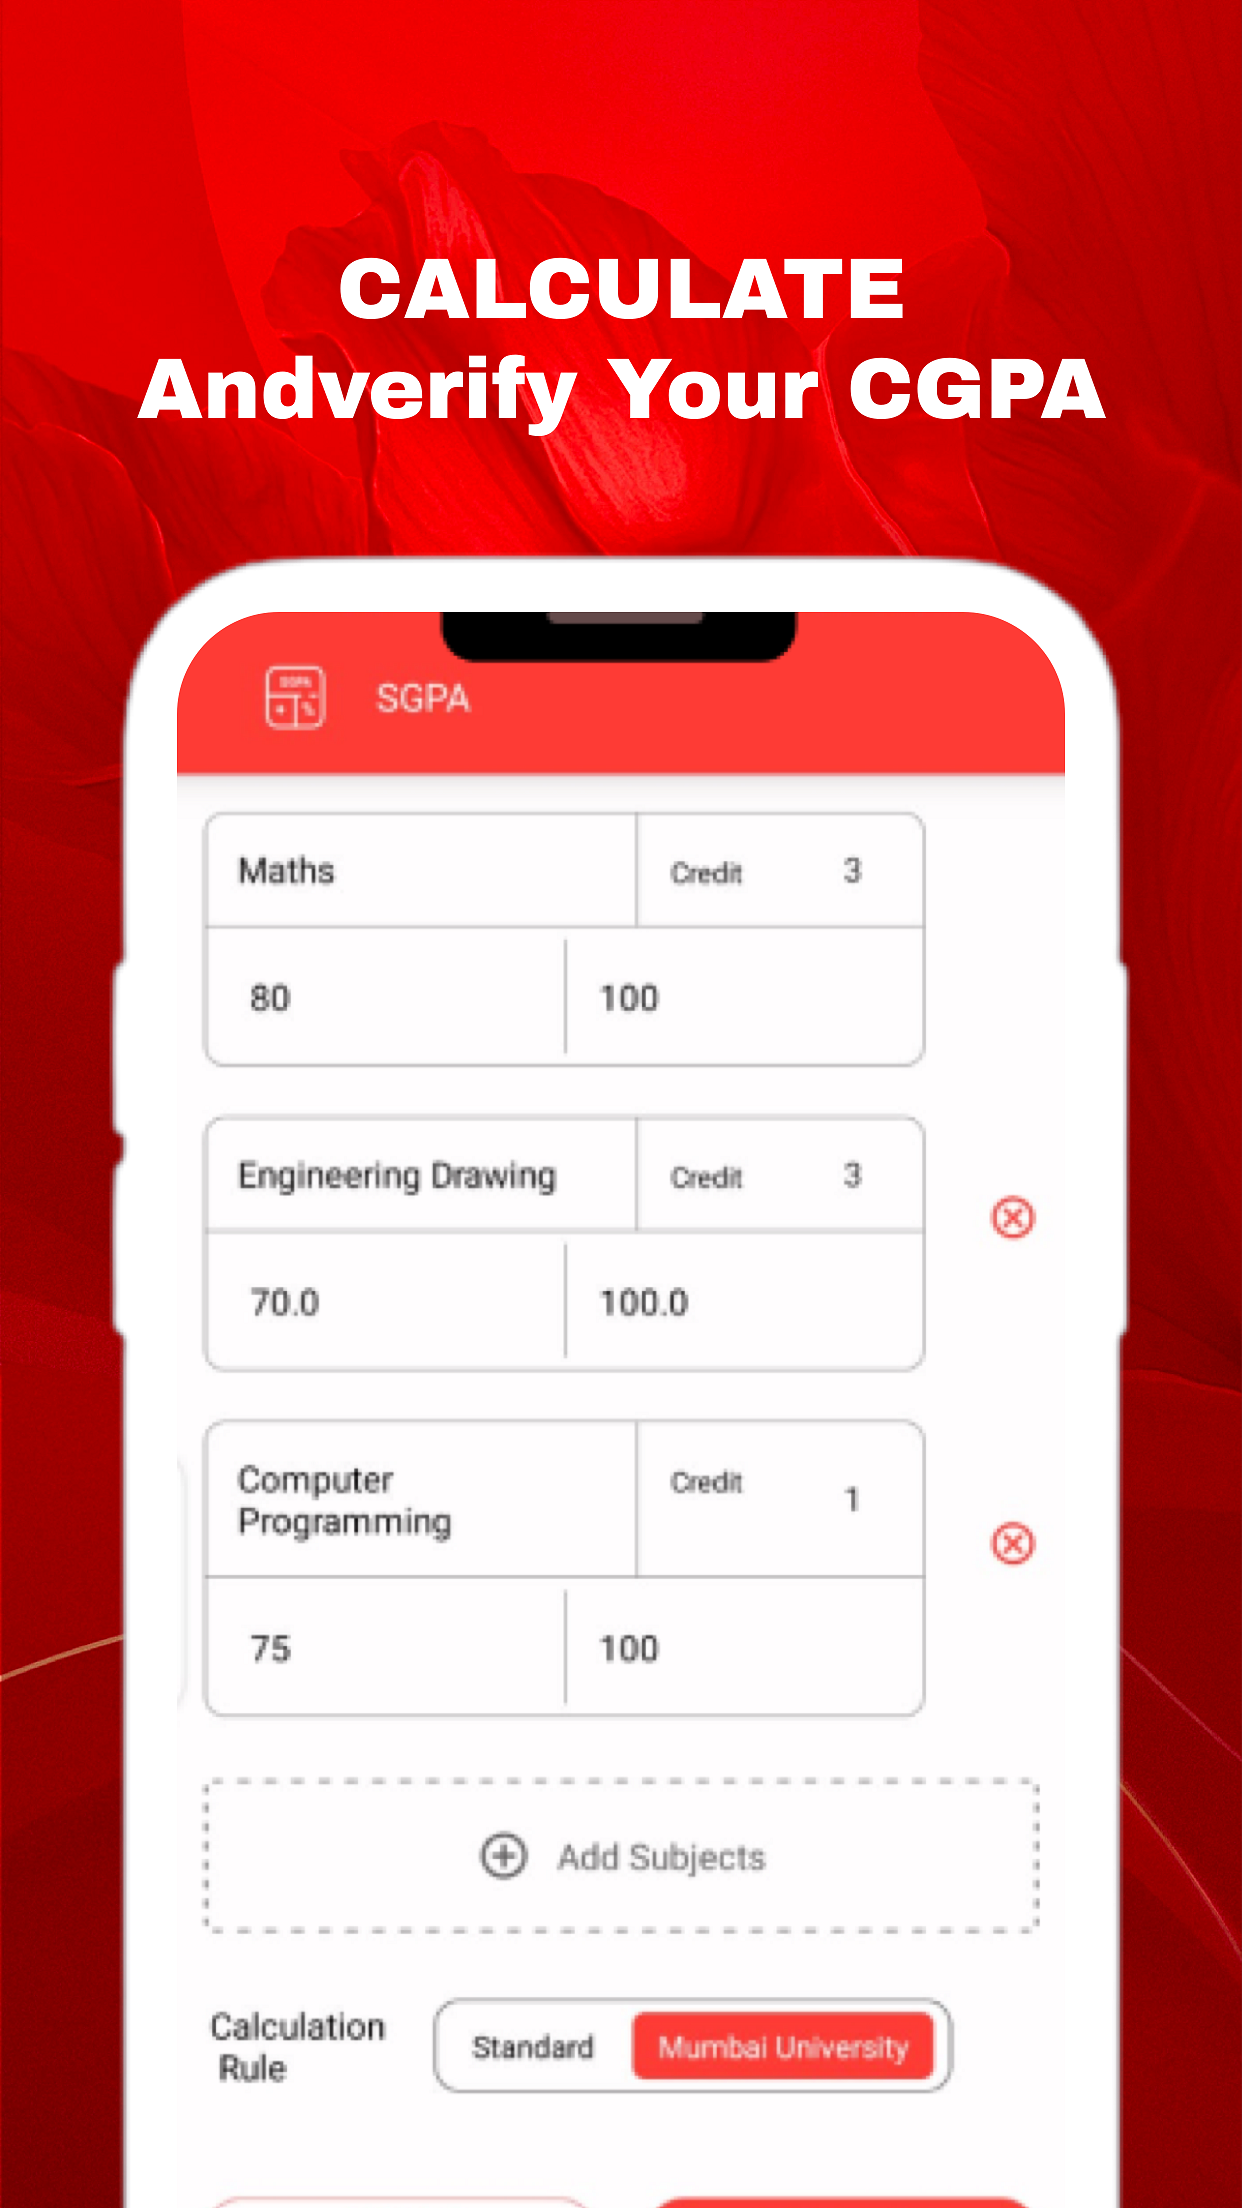 CALCULATE
Andverify Your CGPA
SGPA
SGPA
Maths Credit 3
80 100
Engineering Drawing Credit 3
70.0 100.0
Computer
Programming
Credit 1
75 100
Add Subjects
Calculation
Rule
Standard Mumbai University